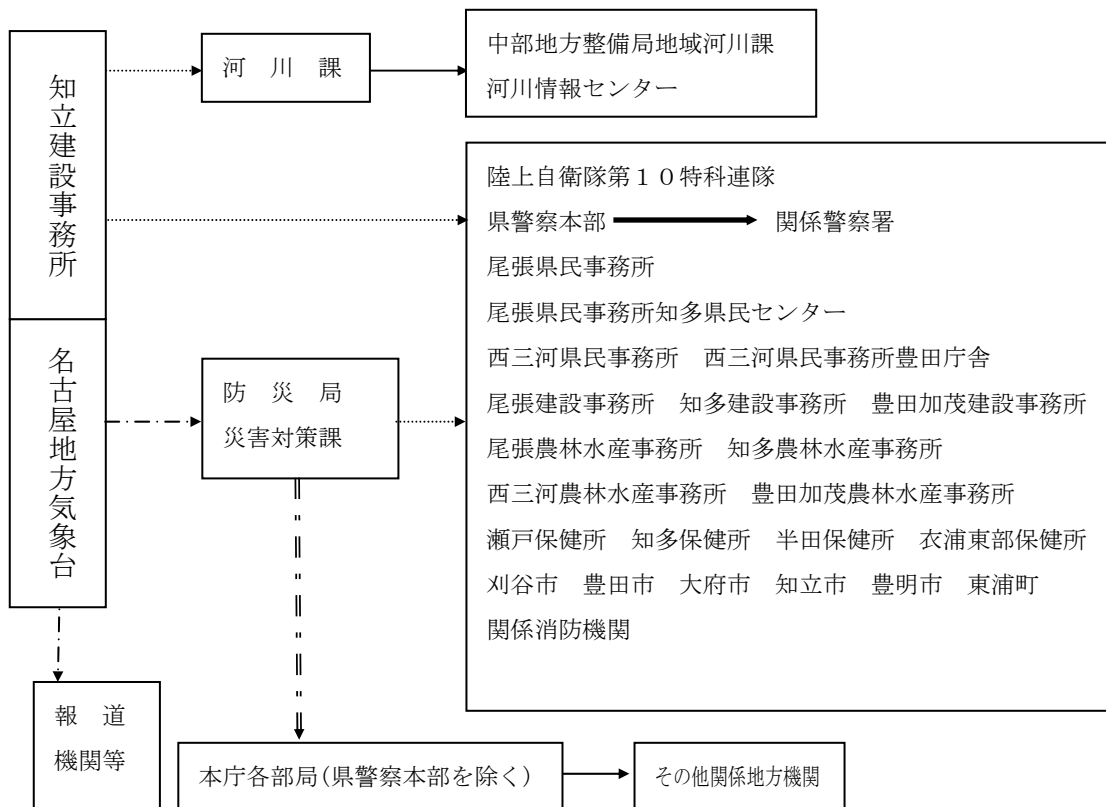 知立建設事務所
河　川　課
中部地方整備局地域河川課
河川情報センター
陸上自衛隊第１０特科連隊
県警察本部　関係警察署
尾張県民事務所
尾張県民事務所知多県民センター
西三河県民事務所　西三河県民事務所豊田庁舎
尾張建設事務所　知多建設事務所　豊田加茂建設事務所
尾張農林水産事務所　知多農林水産事務所
西三河農林水産事務所　豊田加茂農林水産事務所
瀬戸保健所　知多保健所　半田保健所　衣浦東部保健所
刈谷市　豊田市　大府市　知立市　豊明市　東浦町
関係消防機関
名古屋地方気象台
防　災　局
災害対策課
報　道
機関等
本庁各部局(県警察本部を除く)
その他関係地方機関